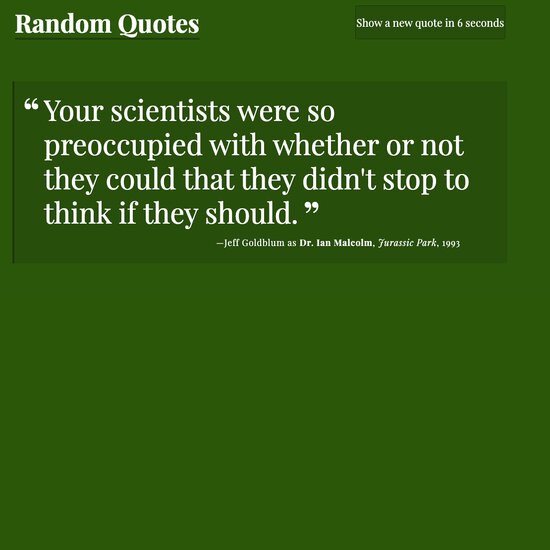 Random Quotes
Show a new quote in 6 seconds
“ Your scientists were so
preoccupied with whether or not
they could that they didn't stop to
think if they should. ”
—Jeff Goldblum as Dr. Ian Malcolm, Jurassic Park, 1993